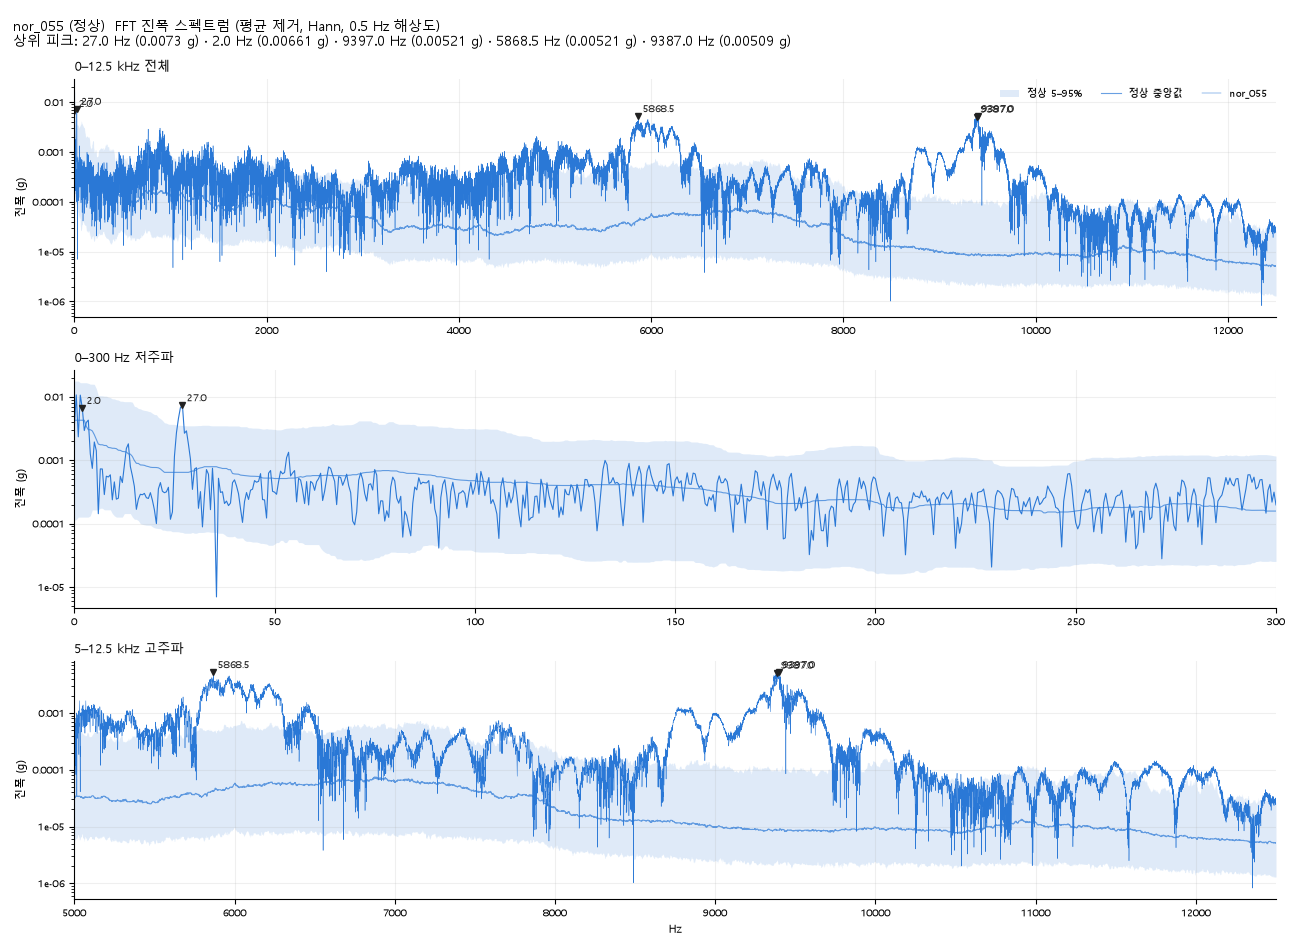 nor_055 (정상)  FFT 진폭 스펙트럼 (평균 제거, Hann, 0.5 Hz 해상도)
상위 피크: 27.0 Hz (0.0073 g) · 2.0 Hz (0.00661 g) · 9397.0 Hz (0.00521 g) · 5868.5 Hz (0.00521 g) · 9387.0 Hz (0.00509 g)
0–12.5 kHz 전체
정상 5–95%
정상 중앙값
nor_055
27.0
5868.5
진폭 (g)
0.01
0.001
0.0001
1e-05
1e-06
0
2000
4000
6000
8000
10000
12000
0–300 Hz 저주파
2.0
27.0
진폭 (g)
0.01
0.001
0.0001
1e-05
0
50
100
150
200
250
300
5–12.5 kHz 고주파
5868.5
진폭 (g)
0.001
0.0001
1e-05
1e-06
5000
6000
7000
8000
9000
10000
11000
12000
Hz